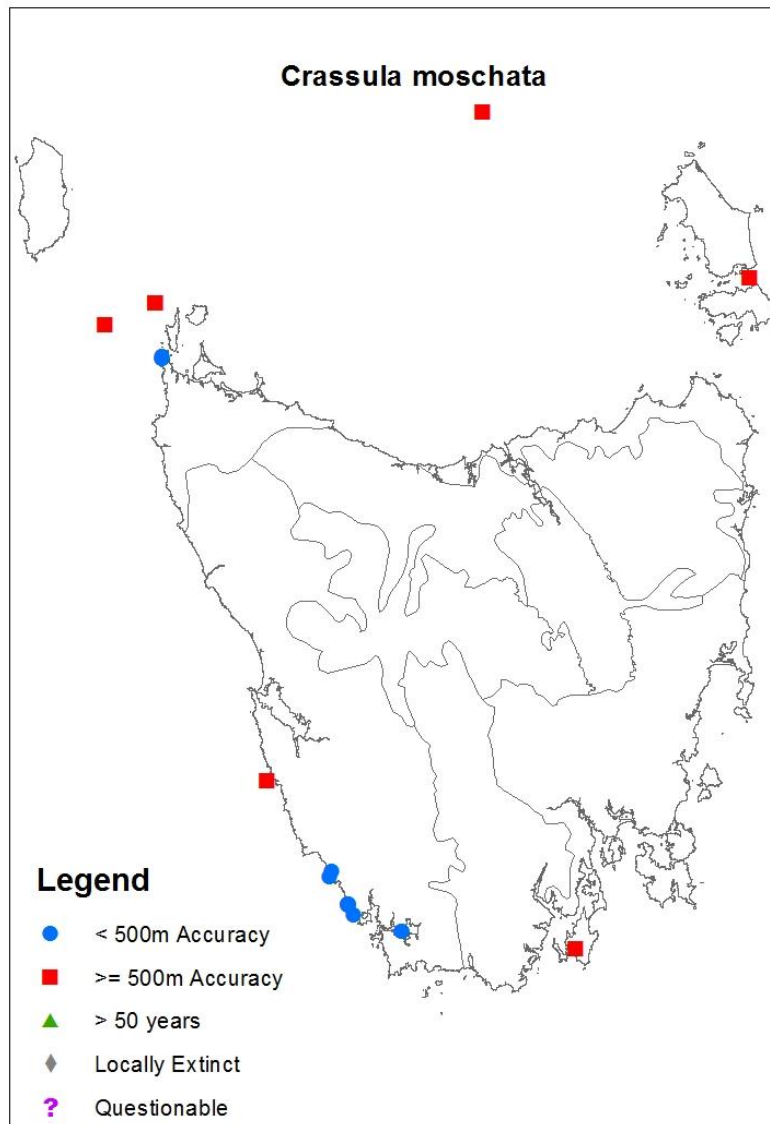 Crassula moschata
Legend
< 500m Accuracy
>= 500m Accuracy
> 50 years
Locally Extinct
? Questionable